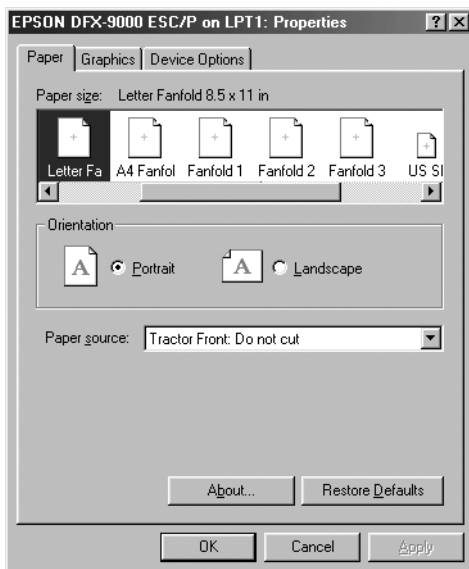 EPSON DFX-9000 ESC/P on LPT1: Properties
Paper Graphics Device Options
Paper size: Letter Fanfold 8.5 x 11 in
Letter Fa A4 Fanfol Fanfold 1 Fanfold 2 Fanfold 3 US SI
Orientation
A Portrait A Landscape
Paper source: Tractor Front: Do not cut
About... Restore Defaults
OK Cancel Apply